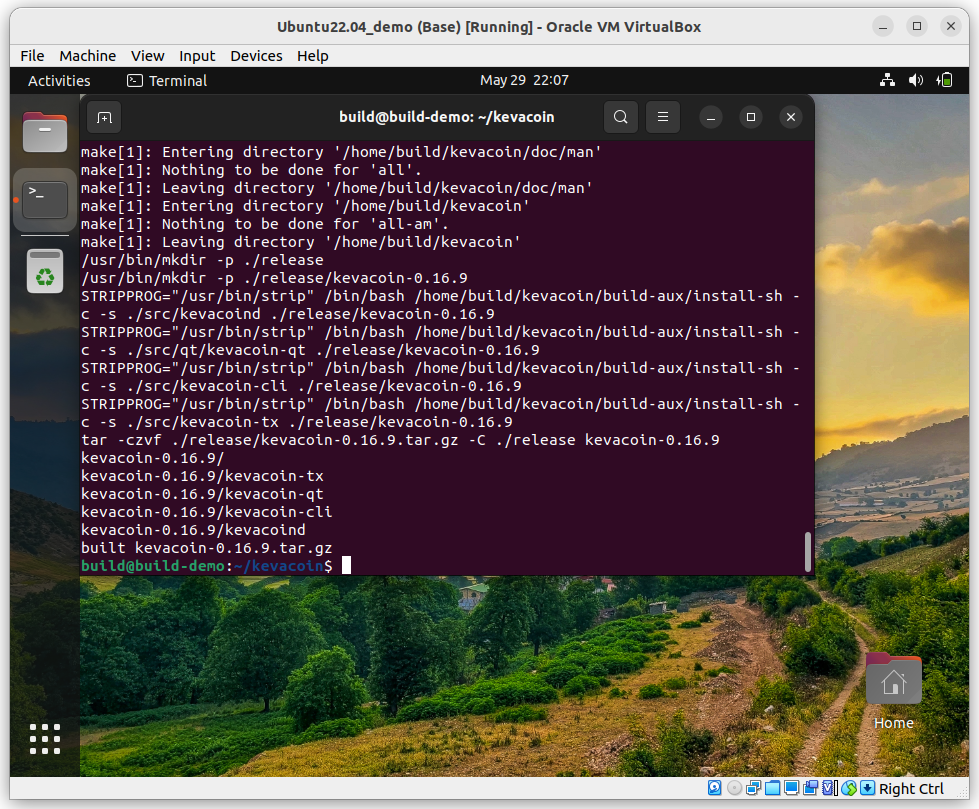 Ubuntu22.04_demo (Base) [Running] - Oracle VM VirtualBox
File Machine View Input Devices Help
Activities Terminal May 29 22:07
build@build-demo: ~/kevacoin
make[1]: Entering directory '/home/build/kevacoin/doc/man'
make[1]: Nothing to be done for 'all'.
make[1]: Leaving directory '/home/build/kevacoin/doc/man'
make[1]: Entering directory '/home/build/kevacoin'
make[1]: Nothing to be done for 'all-am'.
make[1]: Leaving directory '/home/build/kevacoin'
/usr/bin/mkdir -p ./release
/usr/bin/mkdir -p ./release/kevacoin-0.16.9
STRIPPROG="/usr/bin/strip" /bin/bash /home/build/kevacoin/build-aux/install-sh -
c -s ./src/kevacoind ./release/kevacoin-0.16.9
STRIPPROG="/usr/bin/strip" /bin/bash /home/build/kevacoin/build-aux/install-sh -
c -s ./src/qt/kevacoin-qt ./release/kevacoin-0.16.9
STRIPPROG="/usr/bin/strip" /bin/bash /home/build/kevacoin/build-aux/install-sh -
c -s ./src/kevacoin-cli ./release/kevacoin-0.16.9
STRIPPROG="/usr/bin/strip" /bin/bash /home/build/kevacoin/build-aux/install-sh -
c -s ./src/kevacoin-tx ./release/kevacoin-0.16.9
tar -czvf ./release/kevacoin-0.16.9.tar.gz -C ./release kevacoin-0.16.9
kevacoin-0.16.9/
kevacoin-0.16.9/kevacoin-tx
kevacoin-0.16.9/kevacoin-qt
kevacoin-0.16.9/kevacoin-cli
kevacoin-0.16.9/kevacoind
built kevacoin-0.16.9.tar.gz
build@build-demo:~/kevacoin$
Home
Right Ctrl